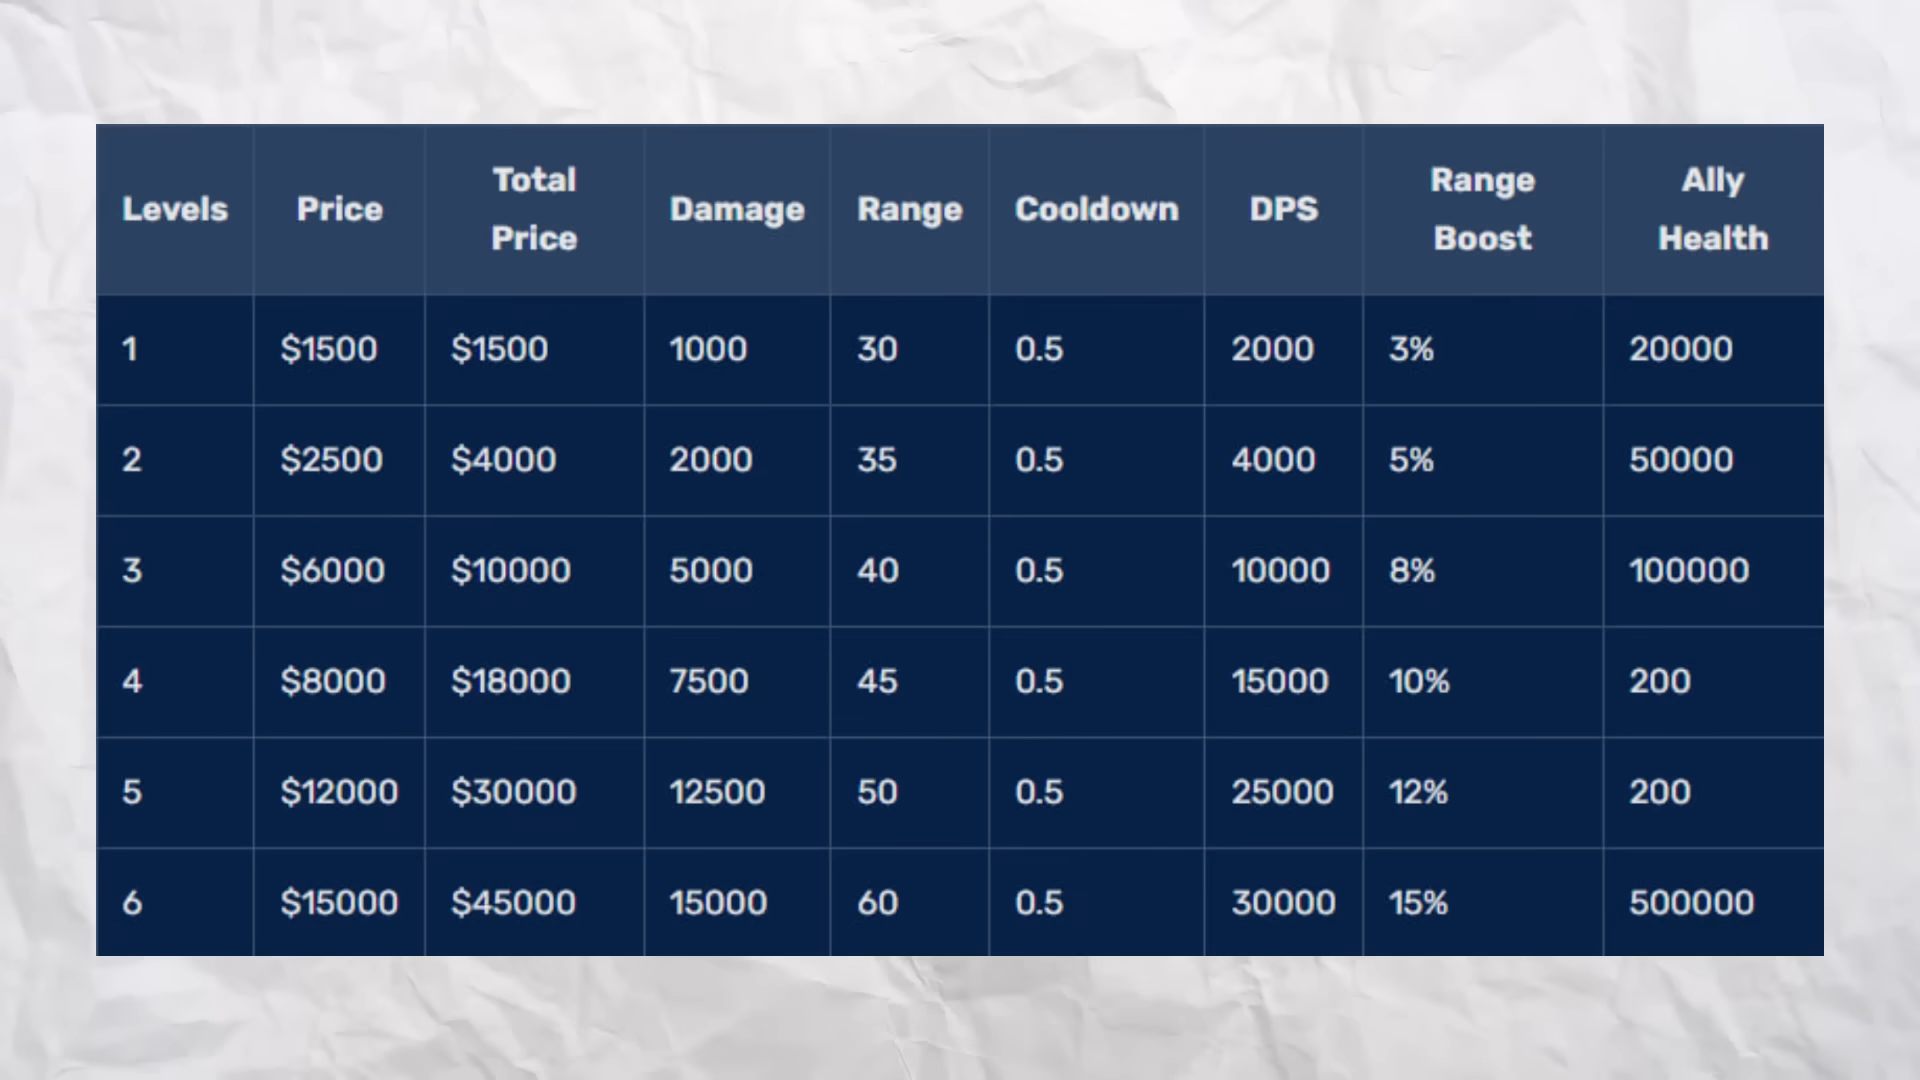 Levels Price Total Price Damage Range Cooldown DPS Range Boost Ally Health
1 $1500 $1500 1000 30 0.5 2000 3% 20000
2 $2500 $4000 2000 35 0.5 4000 5% 50000
3 $6000 $10000 5000 40 0.5 10000 8% 100000
4 $8000 $18000 7500 45 0.5 15000 10% 200
5 $12000 $30000 12500 50 0.5 25000 12% 200
6 $15000 $45000 15000 60 0.5 30000 15% 500000